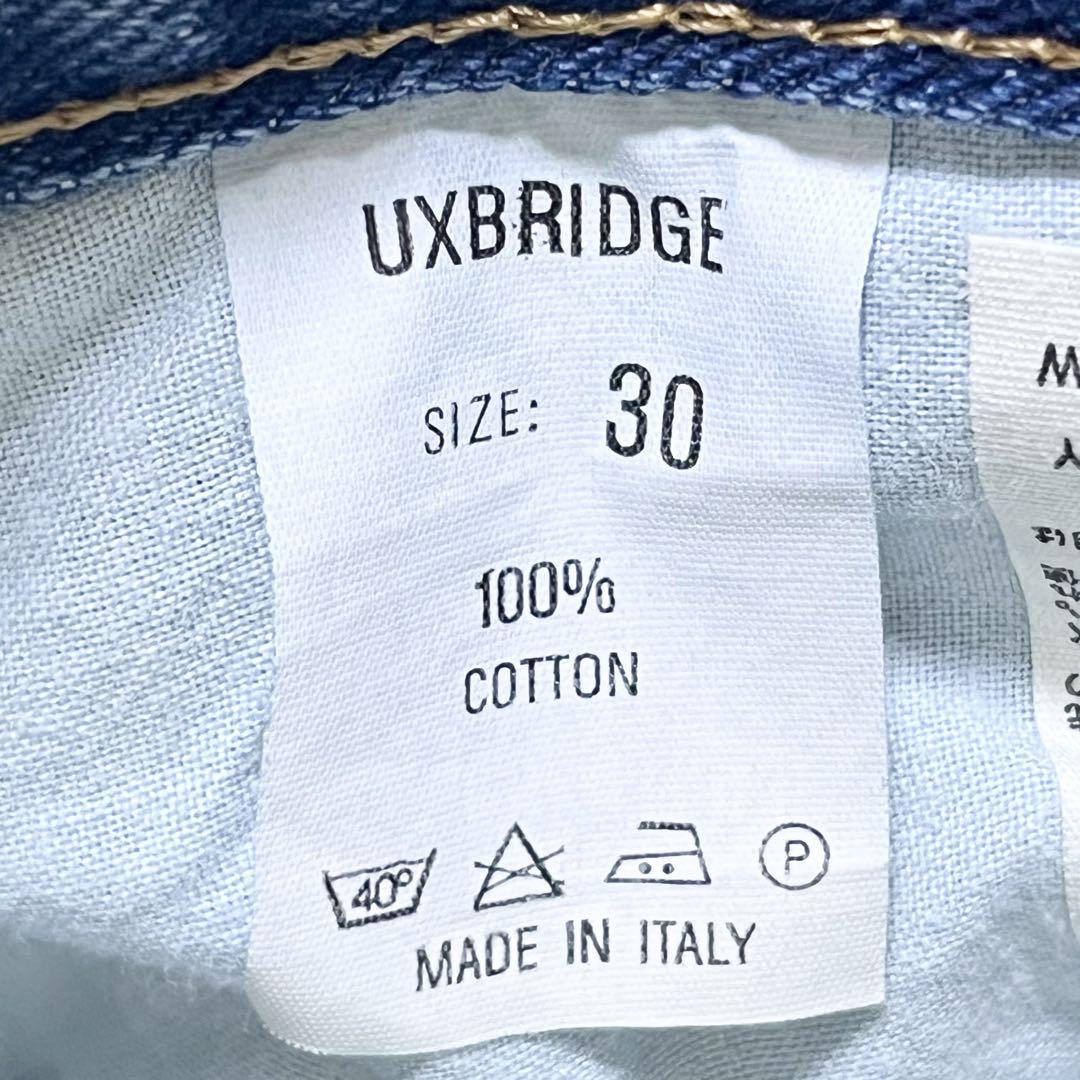 UXBRIDGE
SIZE: 30
100%
COTTON
40° P
MADE IN ITALY